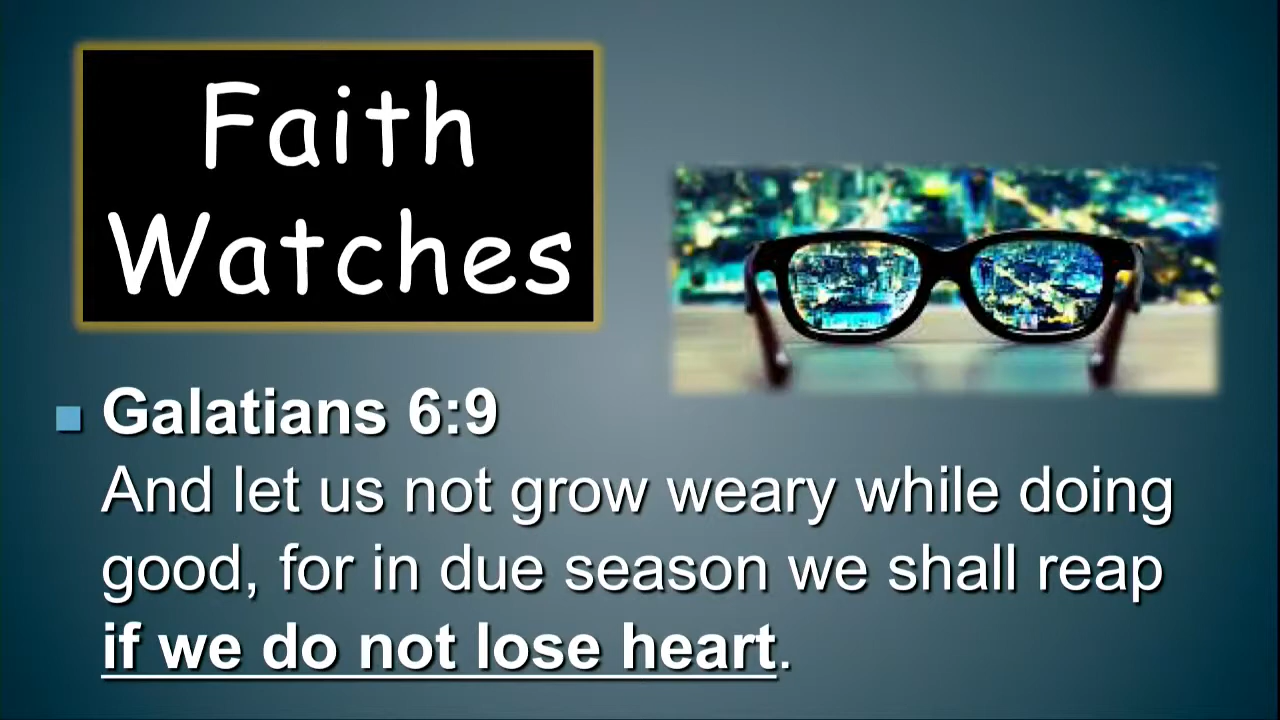 Faith
Watches
Galatians 6:9
And let us not grow weary while doing
good, for in due season we shall reap
if we do not lose heart.